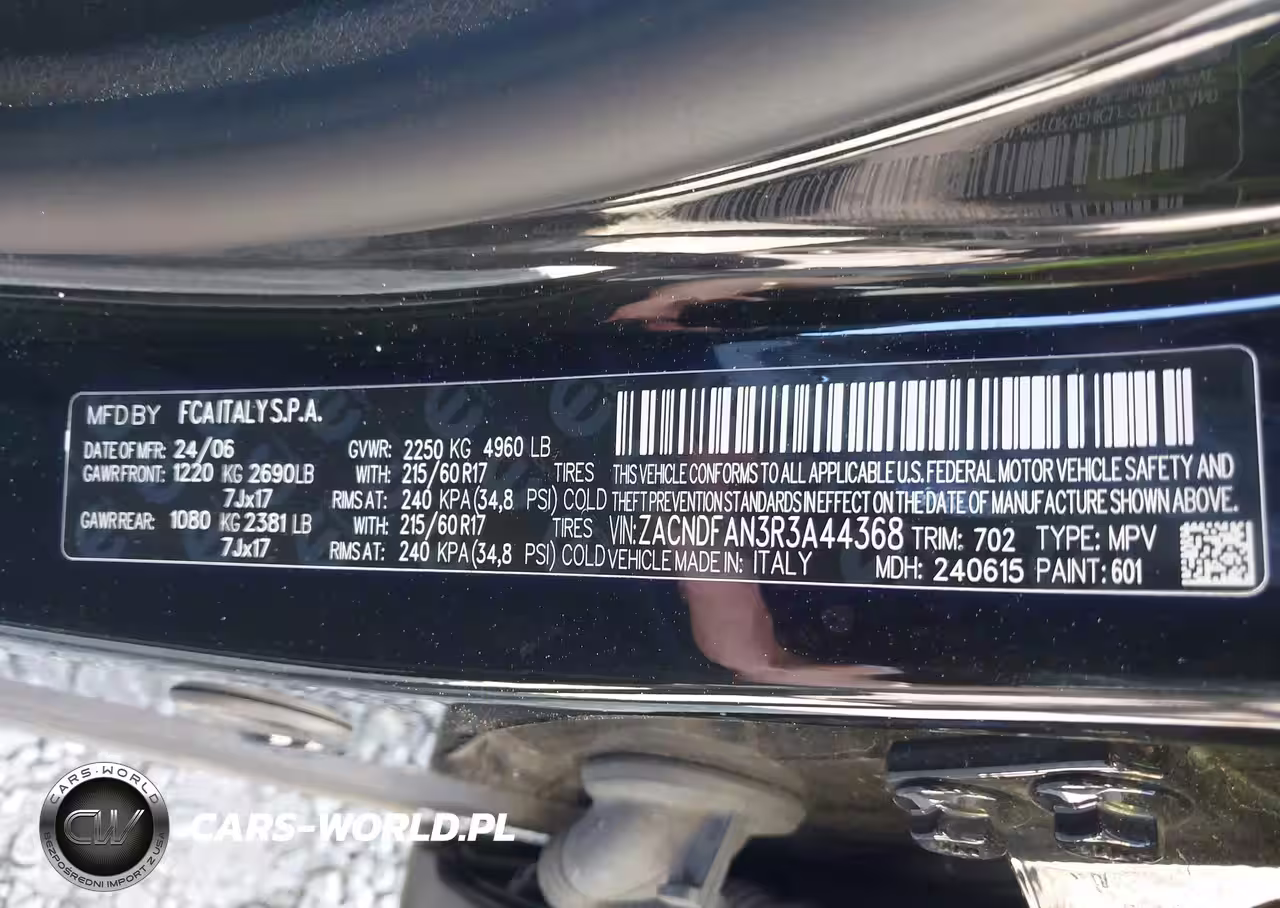 MFD BY FCA ITALY S.P.A.
DATE OF MFR: 24/06 GVWR: 2250 KG 4960 LB
GAWR FRONT: 1220 KG 2690 LB WITH: 215/60 R17 TIRES
7Jx17 RIMS AT: 240 KPA (34,8 PSI) COLD
GAWR REAR: 1080 KG 2381 LB WITH: 215/60 R17 TIRES
7Jx17 RIMS AT: 240 KPA (34,8 PSI) COLD
THIS VEHICLE CONFORMS TO ALL APPLICABLE U.S. FEDERAL MOTOR VEHICLE SAFETY AND
THEFT PREVENTION STANDARDS IN EFFECT ON THE DATE OF MANUFACTURE SHOWN ABOVE.
VIN: ZACNDFAN3R3A44368 TRIM: 702 TYPE: MPV
VEHICLE MADE IN: ITALY MDH: 240615 PAINT: 601
CARS-WORLD
CW
BEZPOŚREDNI IMPORT Z USA
CARS-WORLD.PL